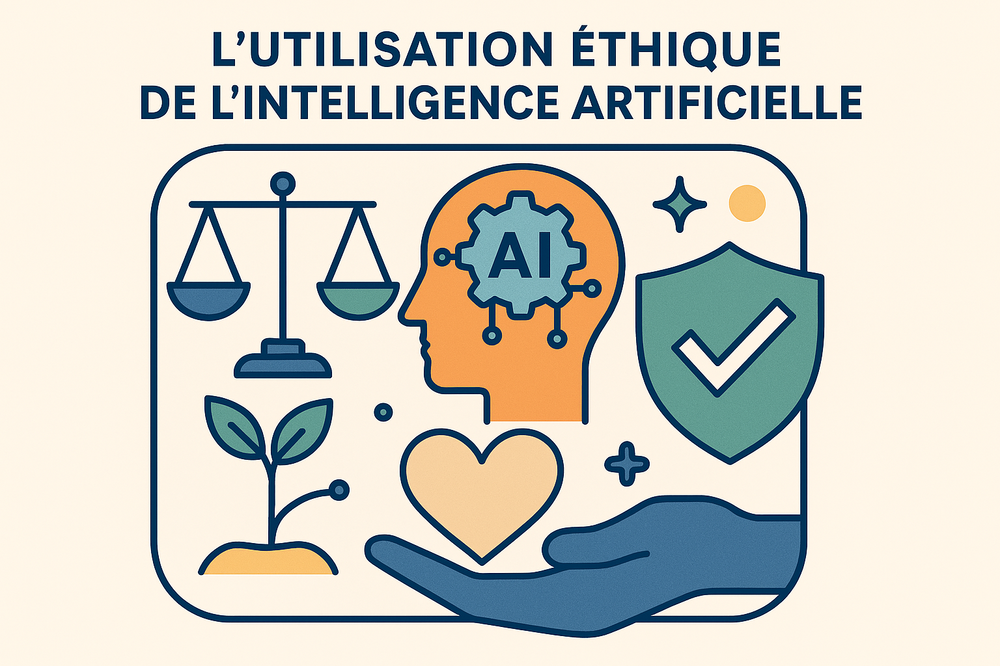 L’UTILISATION ÉTHIQUE
DE L’INTELLIGENCE ARTIFICIELLE
AI